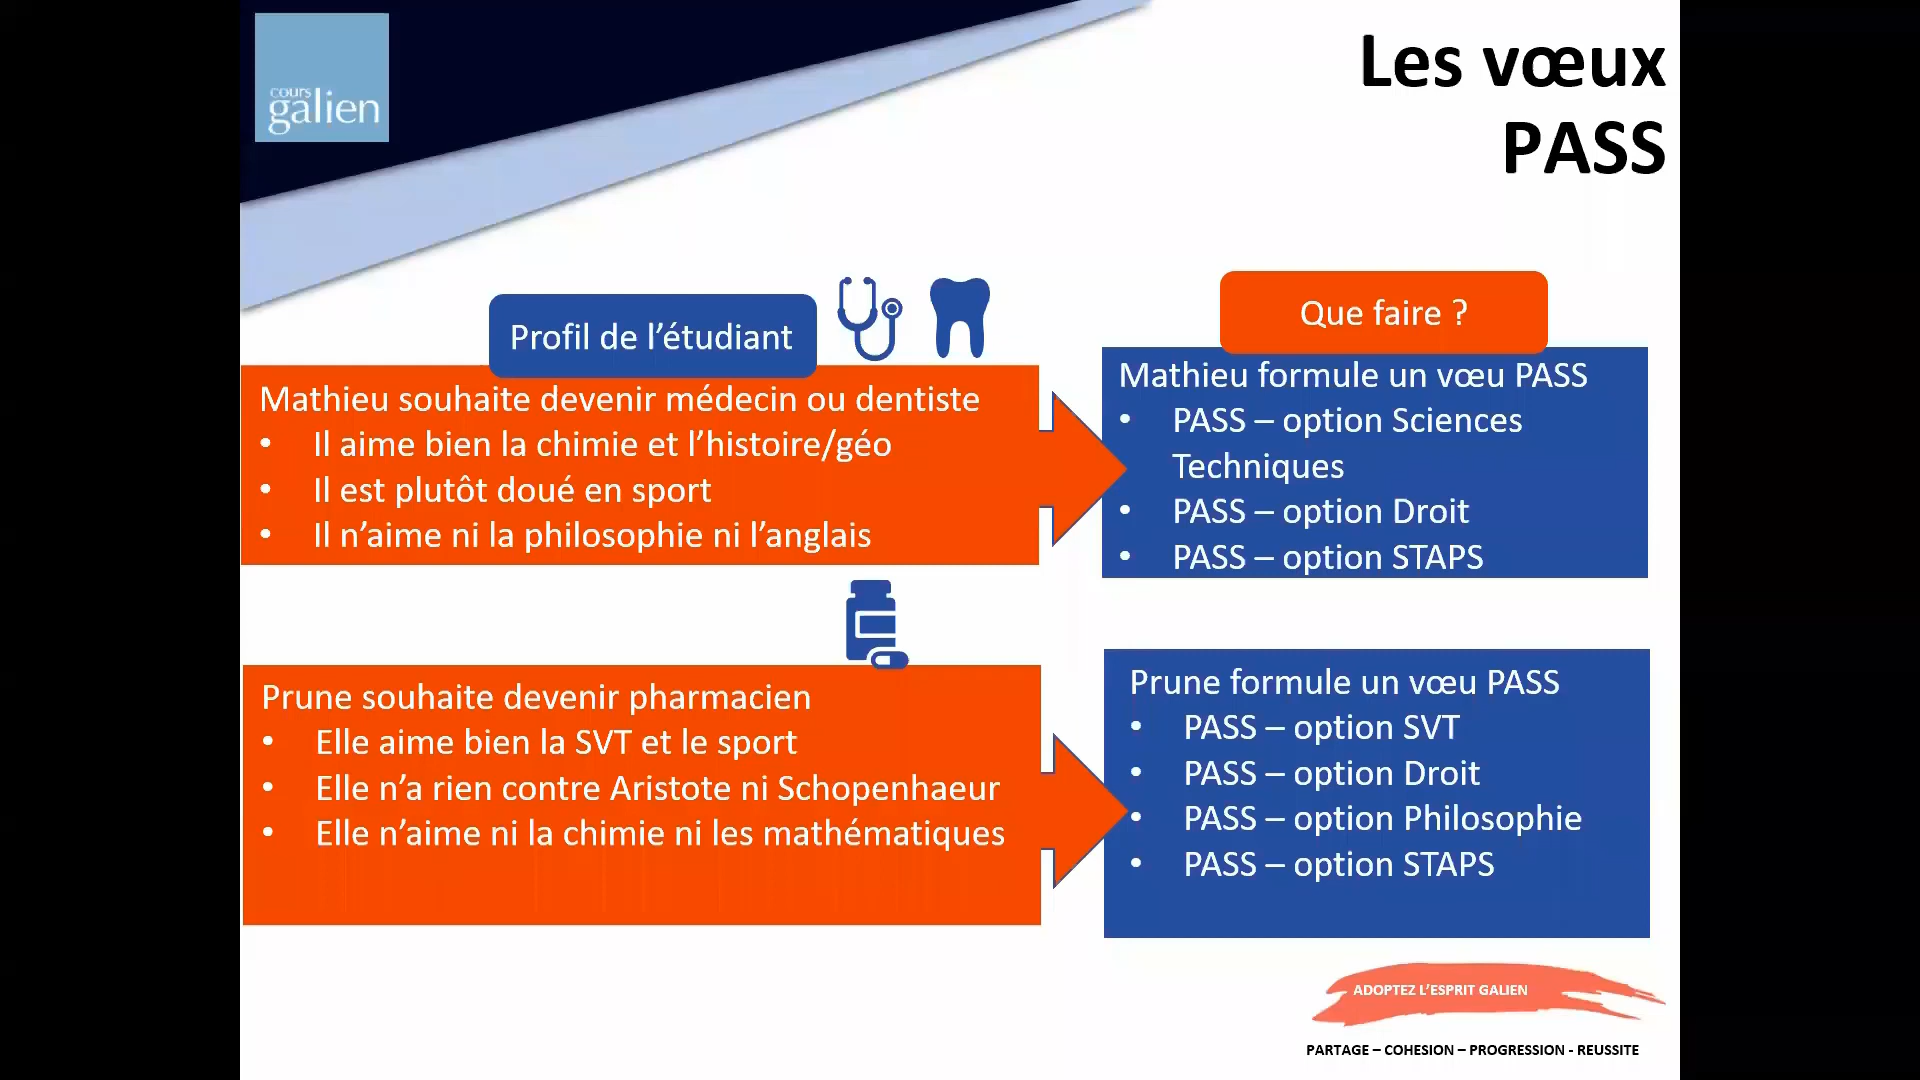 cours
galien
Les vœux
PASS
Profil de l’étudiant
Mathieu souhaite devenir médecin ou dentiste
• Il aime bien la chimie et l’histoire/géo
• Il est plutôt doué en sport
• Il n’aime ni la philosophie ni l’anglais
Que faire ?
Mathieu formule un vœu PASS
• PASS – option Sciences
Techniques
• PASS – option Droit
• PASS – option STAPS
Prune souhaite devenir pharmacien
• Elle aime bien la SVT et le sport
• Elle n’a rien contre Aristote ni Schopenhaeur
• Elle n’aime ni la chimie ni les mathématiques
Prune formule un vœu PASS
• PASS – option SVT
• PASS – option Droit
• PASS – option Philosophie
• PASS – option STAPS
ADOPTEZ L’ESPRIT GALIEN
PARTAGE – COHESION – PROGRESSION - REUSSITE